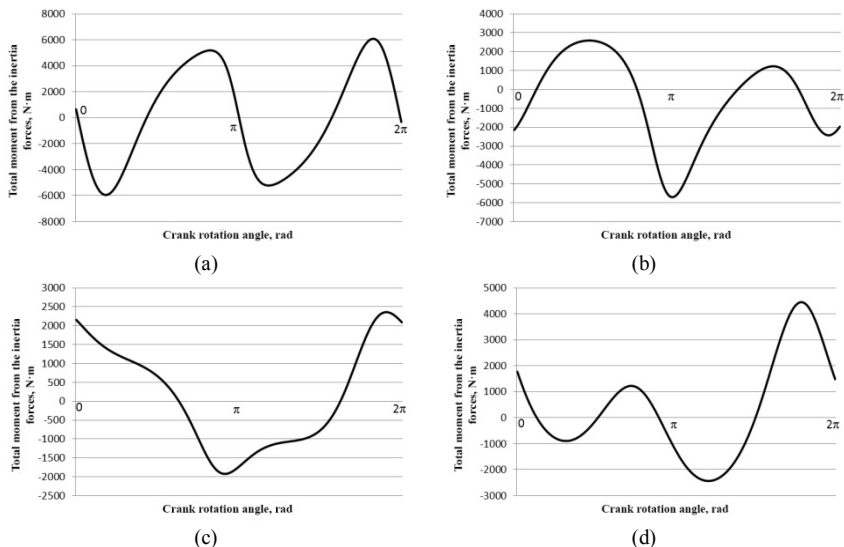 (a)
Total moment from the inertia
forces, N·m
8000
6000
4000
2000
0
-2000
-4000
-6000
-8000
0
π
2π
Crank rotation angle, rad
(b)
Total moment from the inertia
forces, N·m
4000
3000
2000
1000
0
-1000
-2000
-3000
-4000
-5000
-6000
-7000
0
π
2π
Crank rotation angle, rad
(c)
Total moment from the inertia
forces, N·m
3000
2500
2000
1500
1000
500
0
-500
-1000
-1500
-2000
-2500
0
π
2π
Crank rotation angle, rad
(d)
Total moment from the inertia
forces, N·m
5000
4000
3000
2000
1000
0
-1000
-2000
-3000
0
π
2π
Crank rotation angle, rad